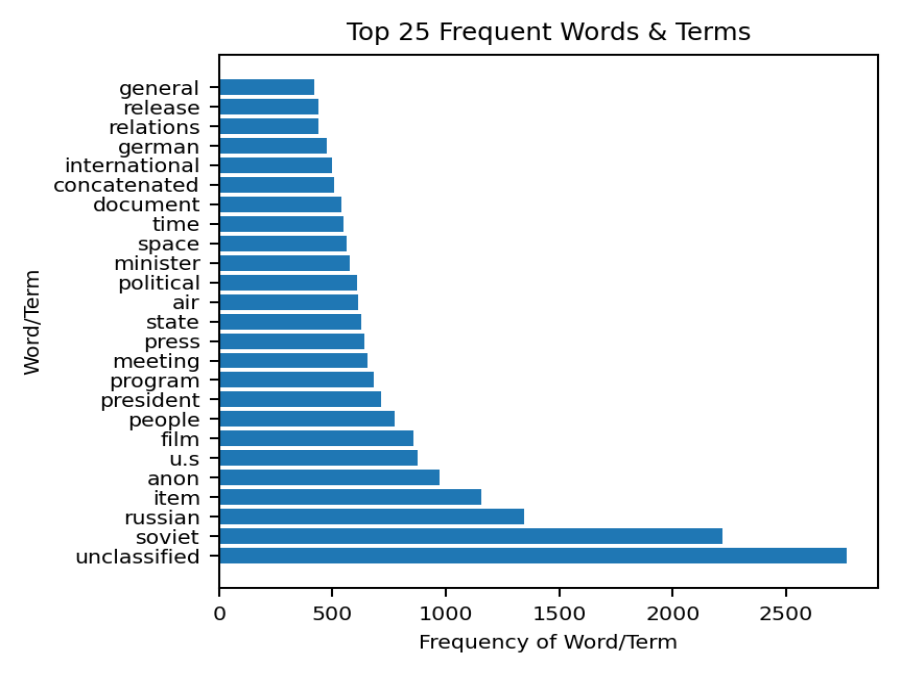 Top 25 Frequent Words & Terms
general
release
relations
german
international
concatenated
document
time
space
minister
political
air
state
press
meeting
program
president
people
film
u.s
anon
item
russian
soviet
unclassified
Word/Term
0 500 1000 1500 2000 2500
Frequency of Word/Term